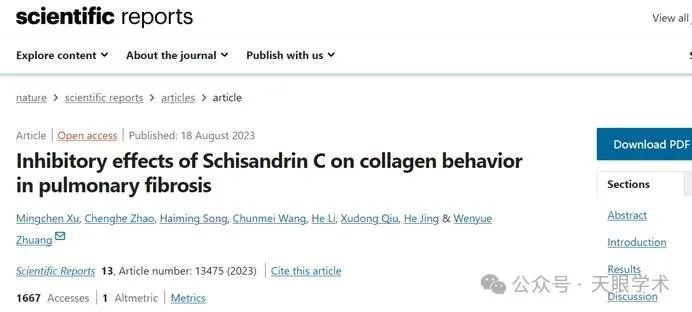 scientific reports
View all
Explore content About the journal Publish with us
nature > scientific reports > articles > article
Article | Open access | Published: 18 August 2023
Inhibitory effects of Schisandrin C on collagen behavior
in pulmonary fibrosis
Mingchen Xu, Chenghe Zhao, Haiming Song, Chunmei Wang, He Li, Xudong Qiu, He Jing & Wenyue
Zhuang
Scientific Reports 13, Article number: 13475 (2023) | Cite this article
1667 Accesses | 1 Altmetric | Metrics
Download PDF
Sections
Abstract
Introduction
Results
Discussion
公众号 · 天眼学术